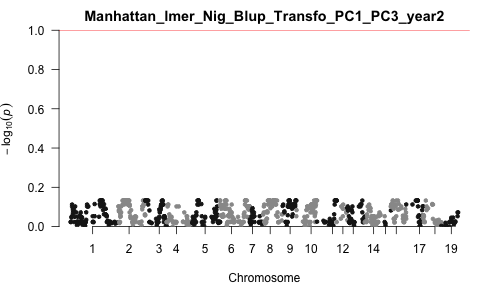 Manhattan_lmer_Nig_Blup_Transfo_PC1_PC3_year2
1.0
0.8
0.6
0.4
0.2
0.0
− log10(p)
1 2 3 4 5 6 7 8 9 10 12 14 17 19
Chromosome